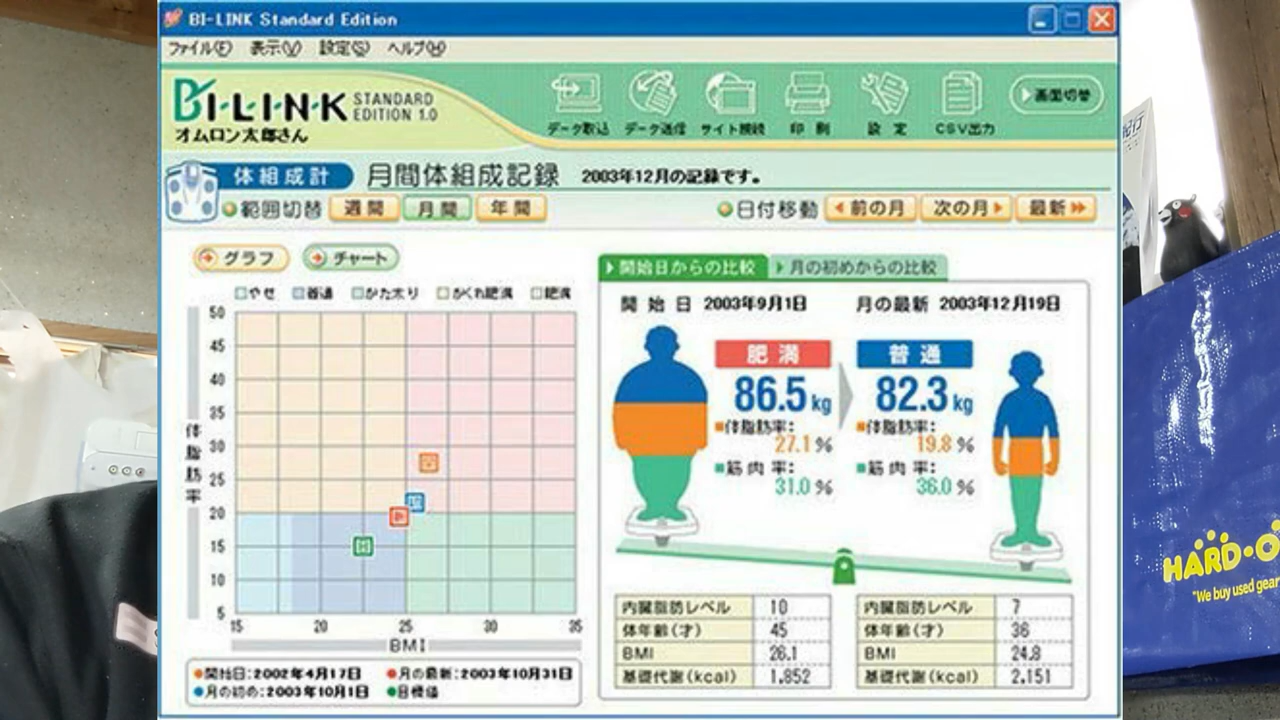 BI-LINK Standard Edition
ファイル(F) 表示(V) 設定(S) ヘルプ(H)
BI-LINK STANDARD EDITION 1.0
オムロン太郎さん
データ取込 データ送信 サイト接続 印刷 設定 CSV出力 画面切替
体組成計 月間体組成記録 2003年12月の記録です。
範囲切替 週間 月間 年間 日付移動 前の月 次の月 最新
グラフ チャート
やせ 普通 かた太り かくれ肥満 肥満
体脂肪率
50
45
40
35
30
25
20
15
10
5
15 20 25 30 35
BMI
開始日:2002年4月17日 月の最新:2003年10月31日
月の初め:2003年10月1日 目標値
開始日からの比較 月の初めからの比較
開始日 2003年9月1日 月の最新 2003年12月19日
肥満 普通
86.5kg 82.3kg
体脂肪率: 体脂肪率:
27.1% 19.8%
筋肉率: 筋肉率:
31.0% 36.0%
内臓脂肪レベル 10 内臓脂肪レベル 7
体年齢(才) 45 体年齢(才) 36
BMI 26.1 BMI 24.8
基礎代謝(kcal) 1,852 基礎代謝(kcal) 2,151
紀行
HARD-O
"We buy used gear